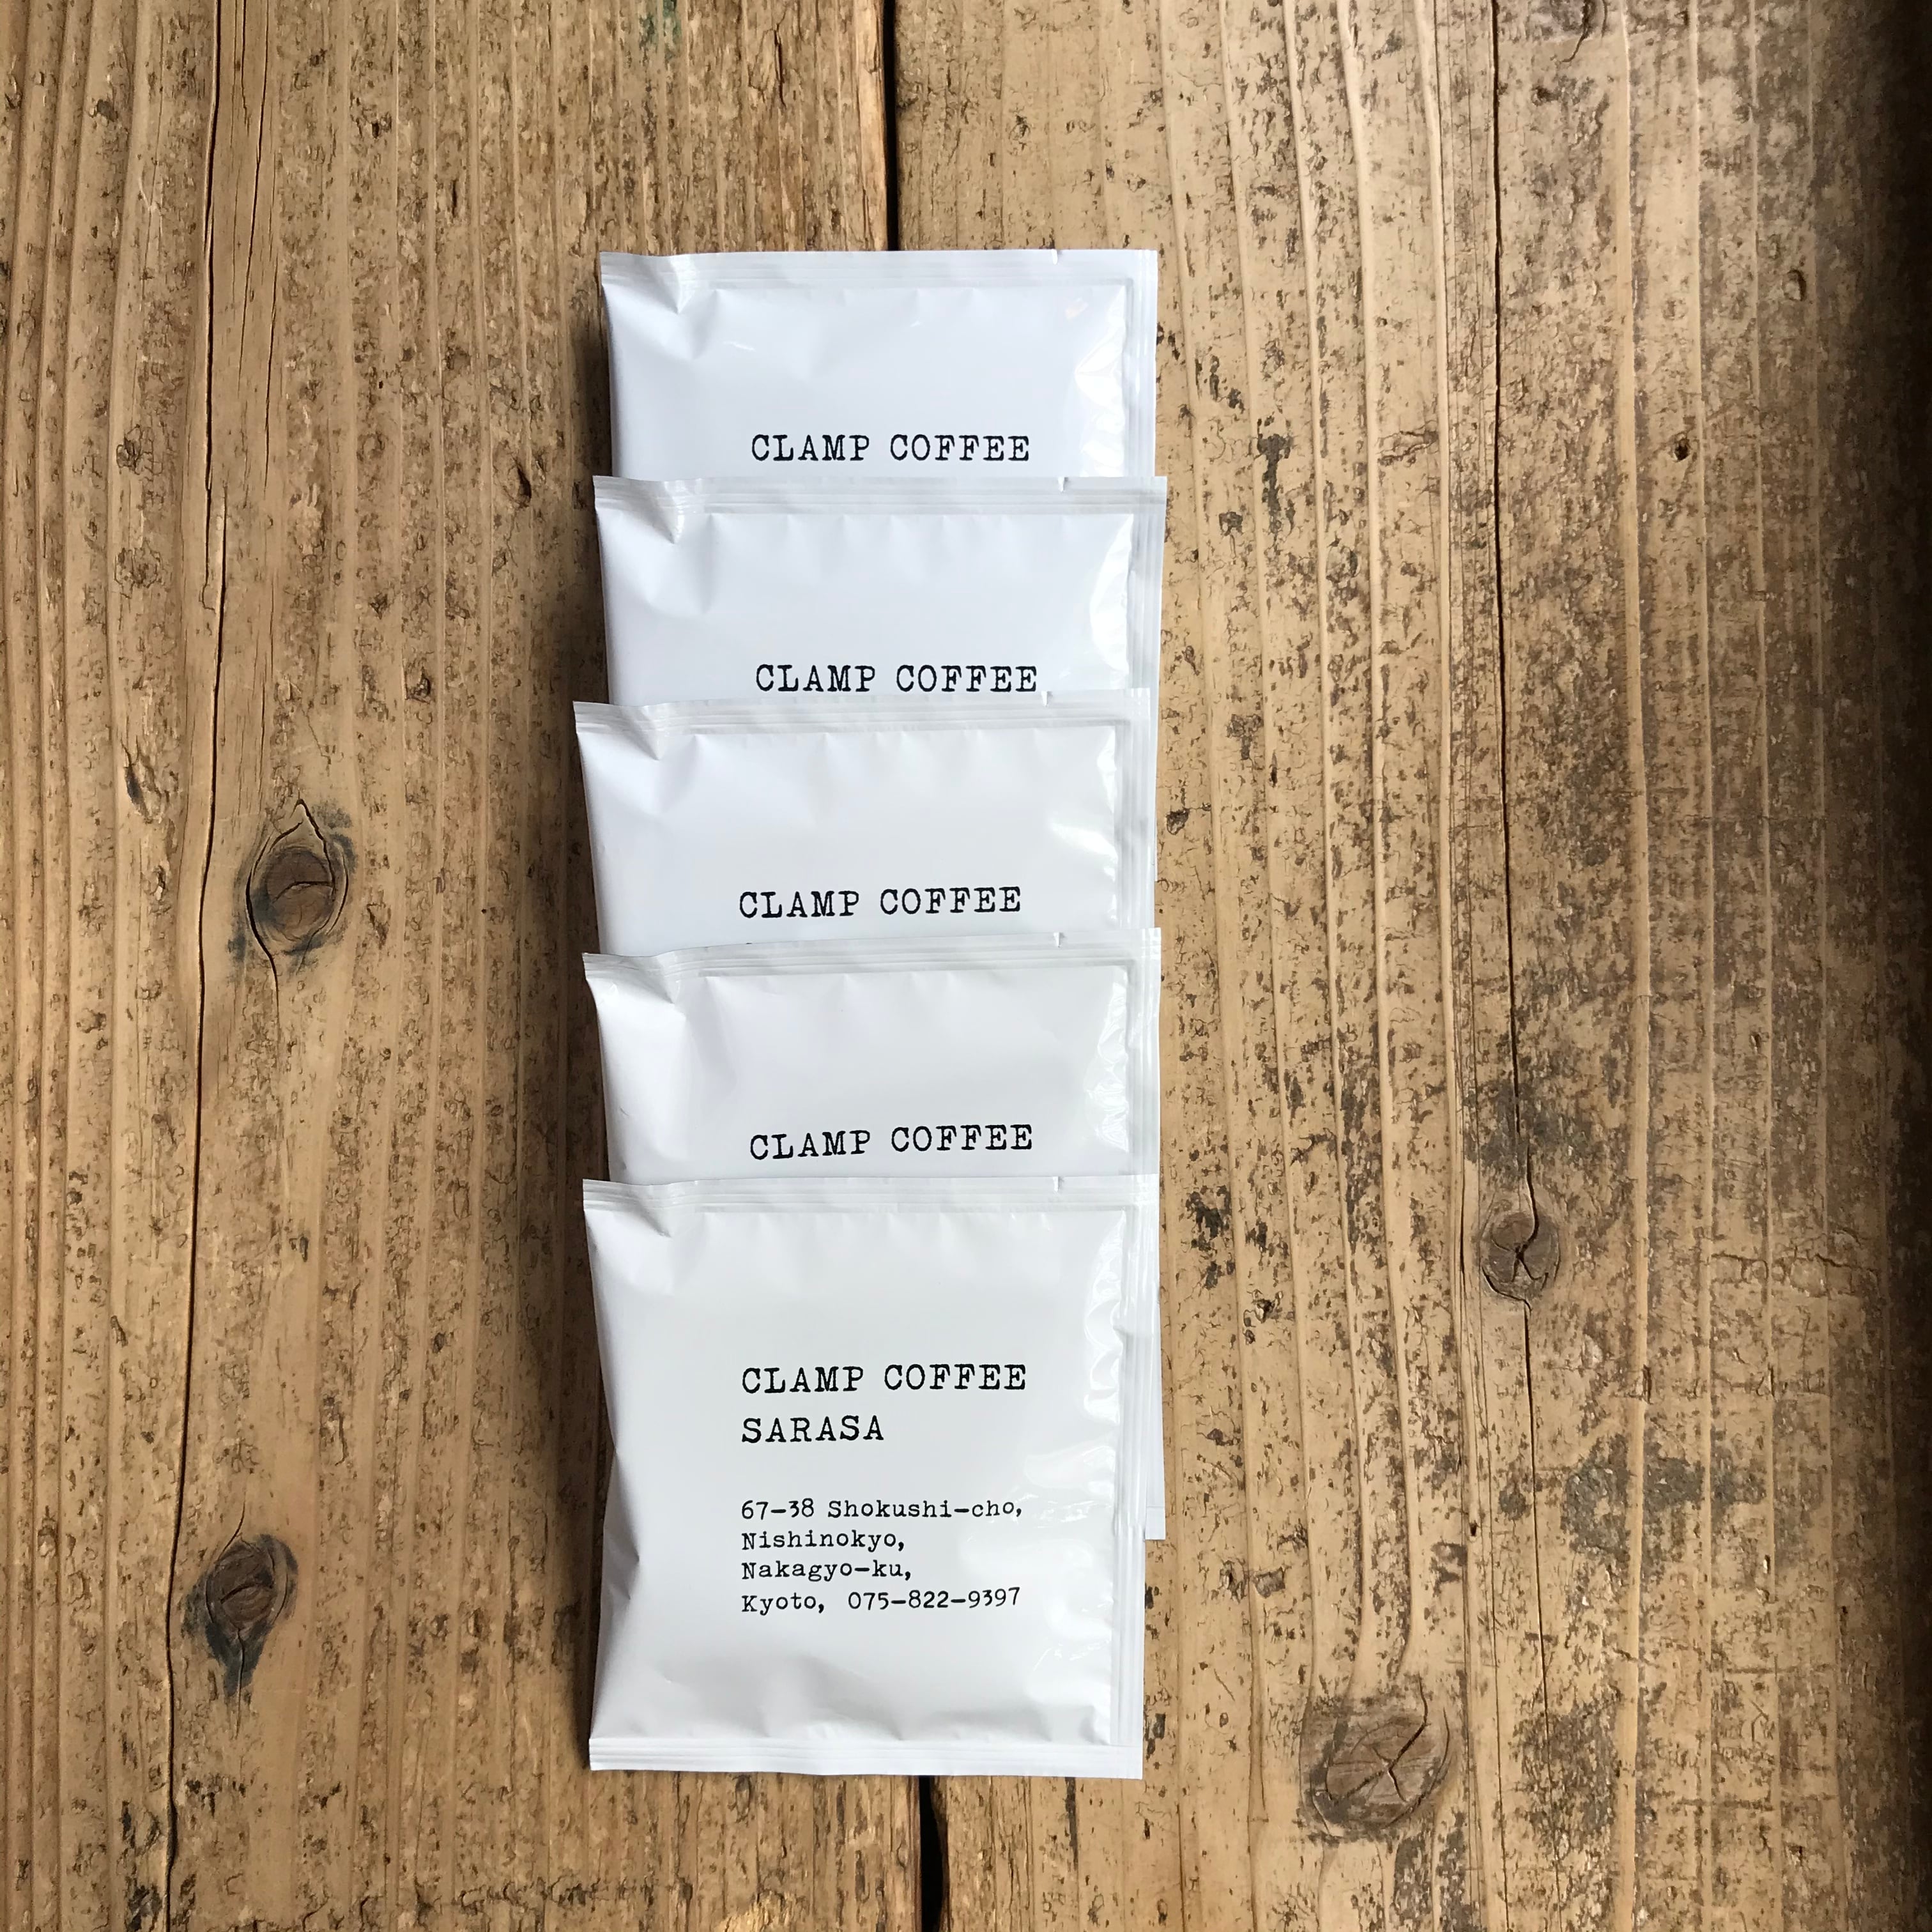 CLAMP COFFEE
CLAMP COFFEE
CLAMP COFFEE
CLAMP COFFEE
CLAMP COFFEE
SARASA
67-38 Shokushi-cho,
Nishinokyo,
Nakagyo-ku,
Kyoto, 075-822-9397